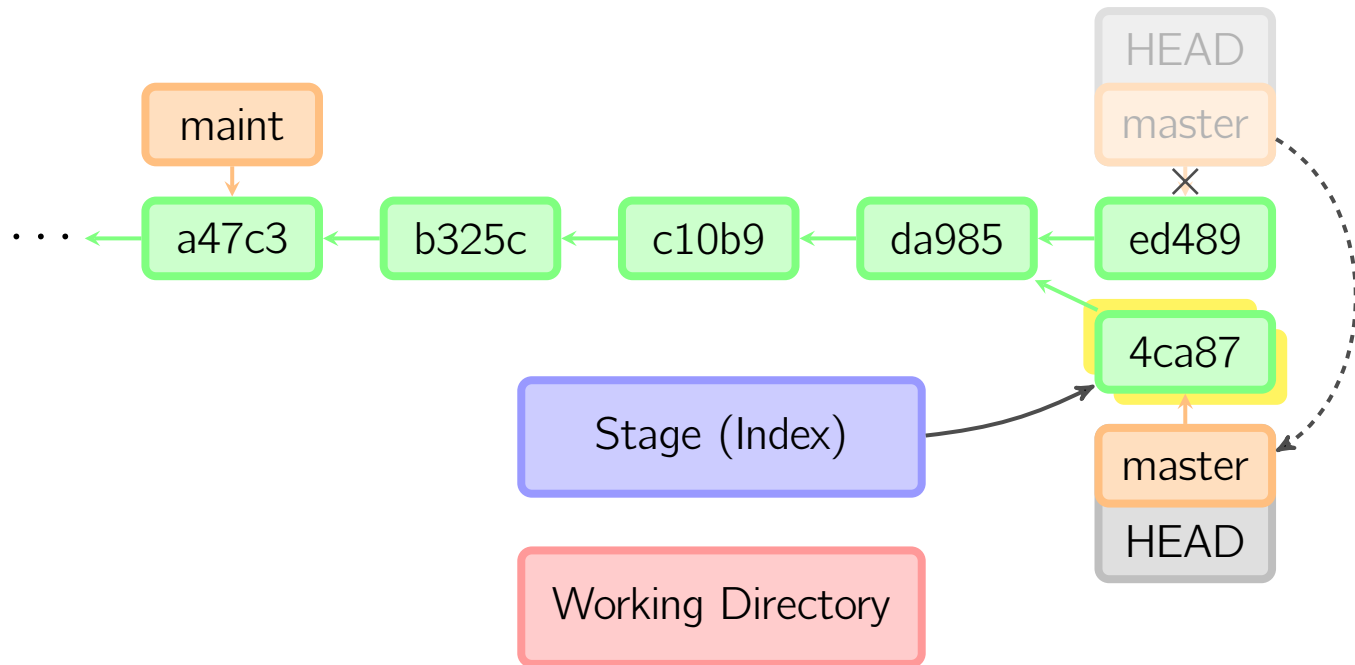 HEAD
maint
master
... a47c3 b325c c10b9 da985 ed489
4ca87
Stage (Index)
master
HEAD
Working Directory